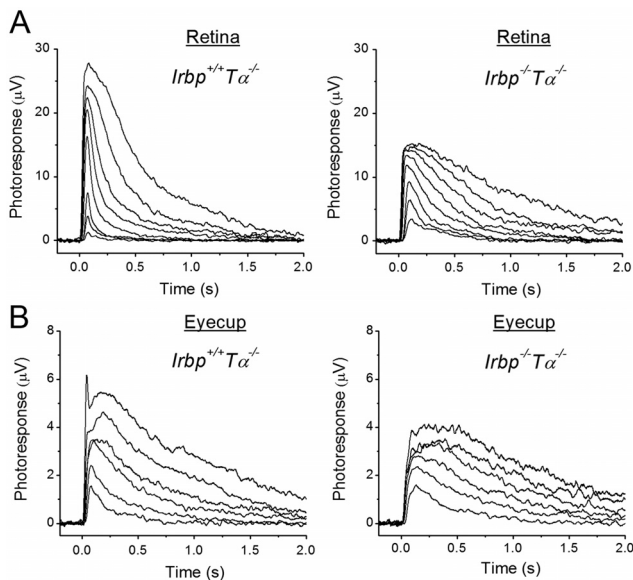 A
Retina
Irbp+/+Tα-/-
Photoresponse (µV)
30
20
10
0
0.0 0.5 1.0 1.5 2.0
Time (s)
Retina
Irbp-/-Tα-/-
Photoresponse (µV)
30
20
10
0
0.0 0.5 1.0 1.5 2.0
Time (s)
B
Eyecup
Irbp+/+Tα-/-
Photoresponse (µV)
8
6
4
2
0
0.0 0.5 1.0 1.5 2.0
Time (s)
Eyecup
Irbp-/-Tα-/-
Photoresponse (µV)
8
6
4
2
0
0.0 0.5 1.0 1.5 2.0
Time (s)